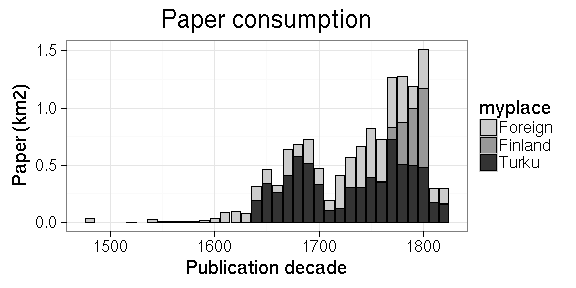 Paper consumption
1.5
1.0
0.5
0.0
Paper (km2)
1500 1600 1700 1800
Publication decade
myplace
Foreign
Finland
Turku